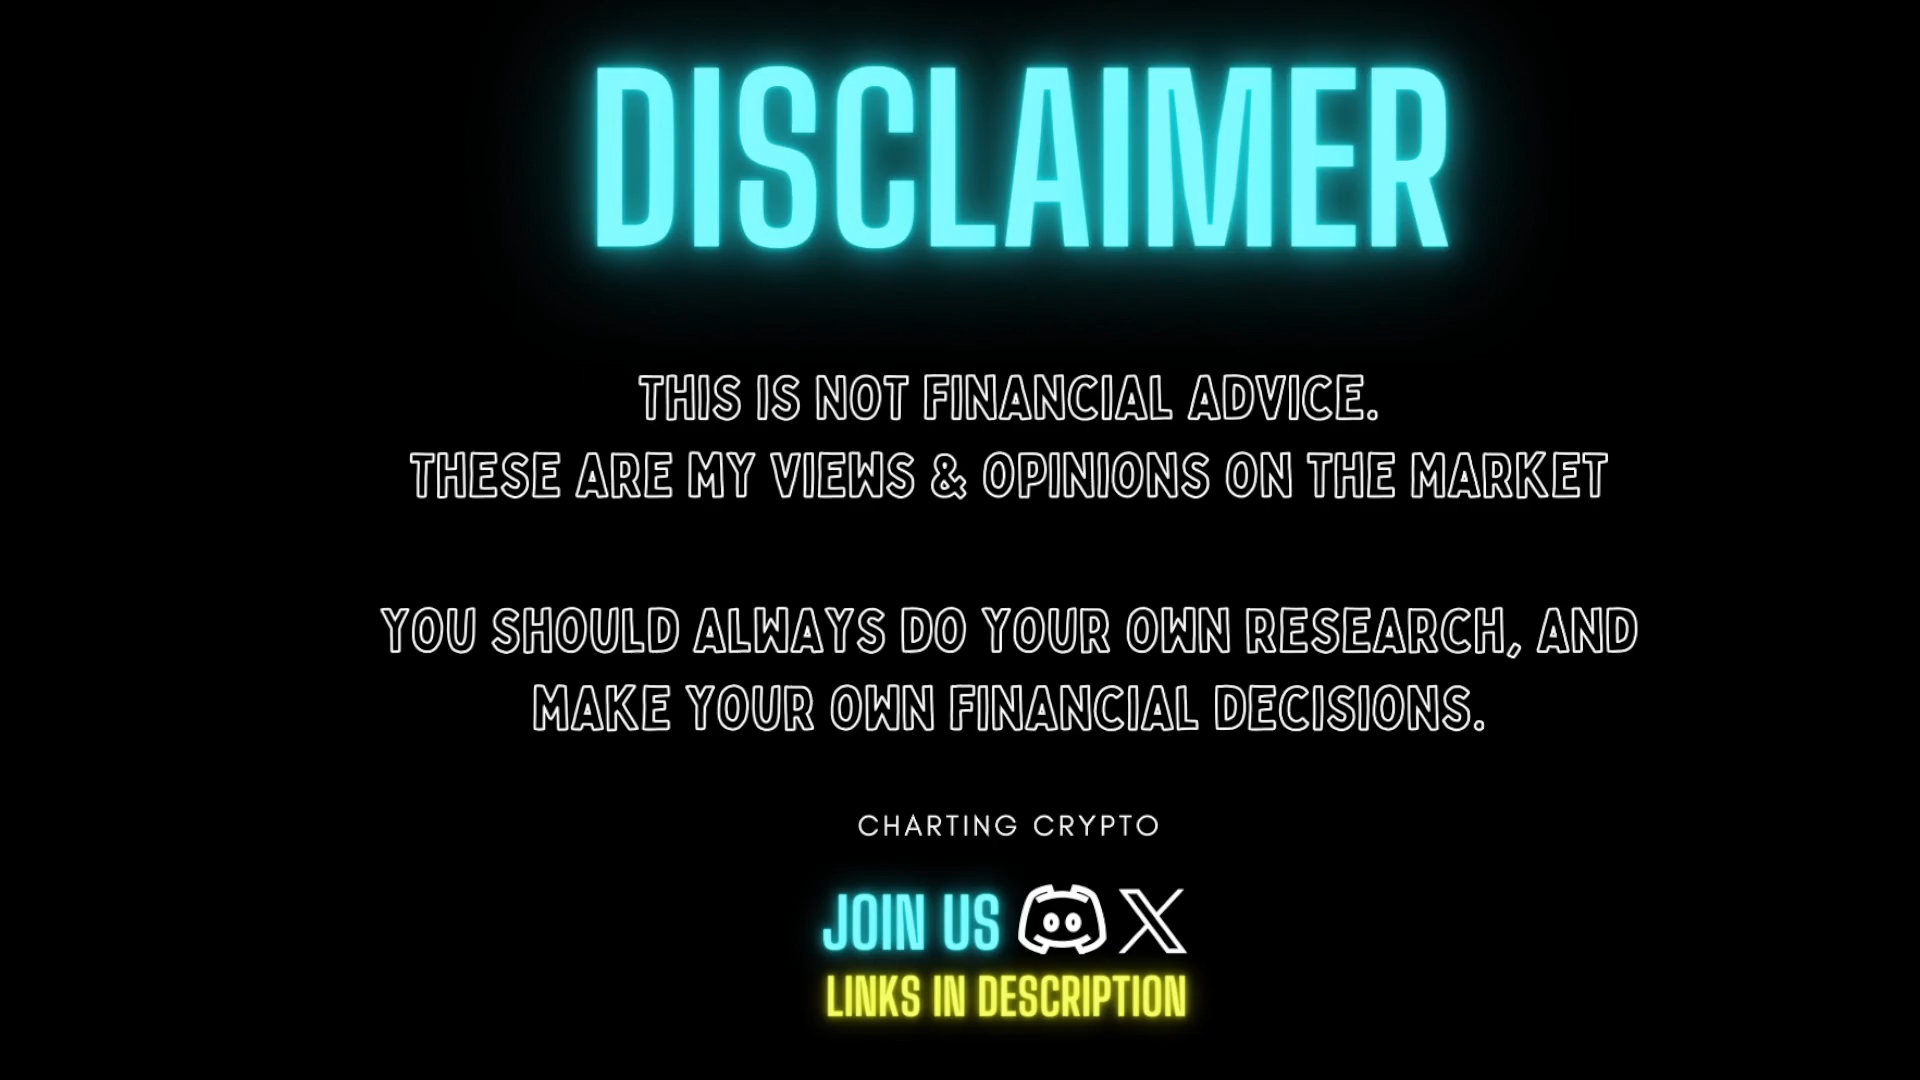 DISCLAIMER
THIS IS NOT FINANCIAL ADVICE.
THESE ARE MY VIEWS & OPINIONS ON THE MARKET
YOU SHOULD ALWAYS DO YOUR OWN RESEARCH, AND
MAKE YOUR OWN FINANCIAL DECISIONS.
CHARTING CRYPTO
JOIN US
LINKS IN DESCRIPTION